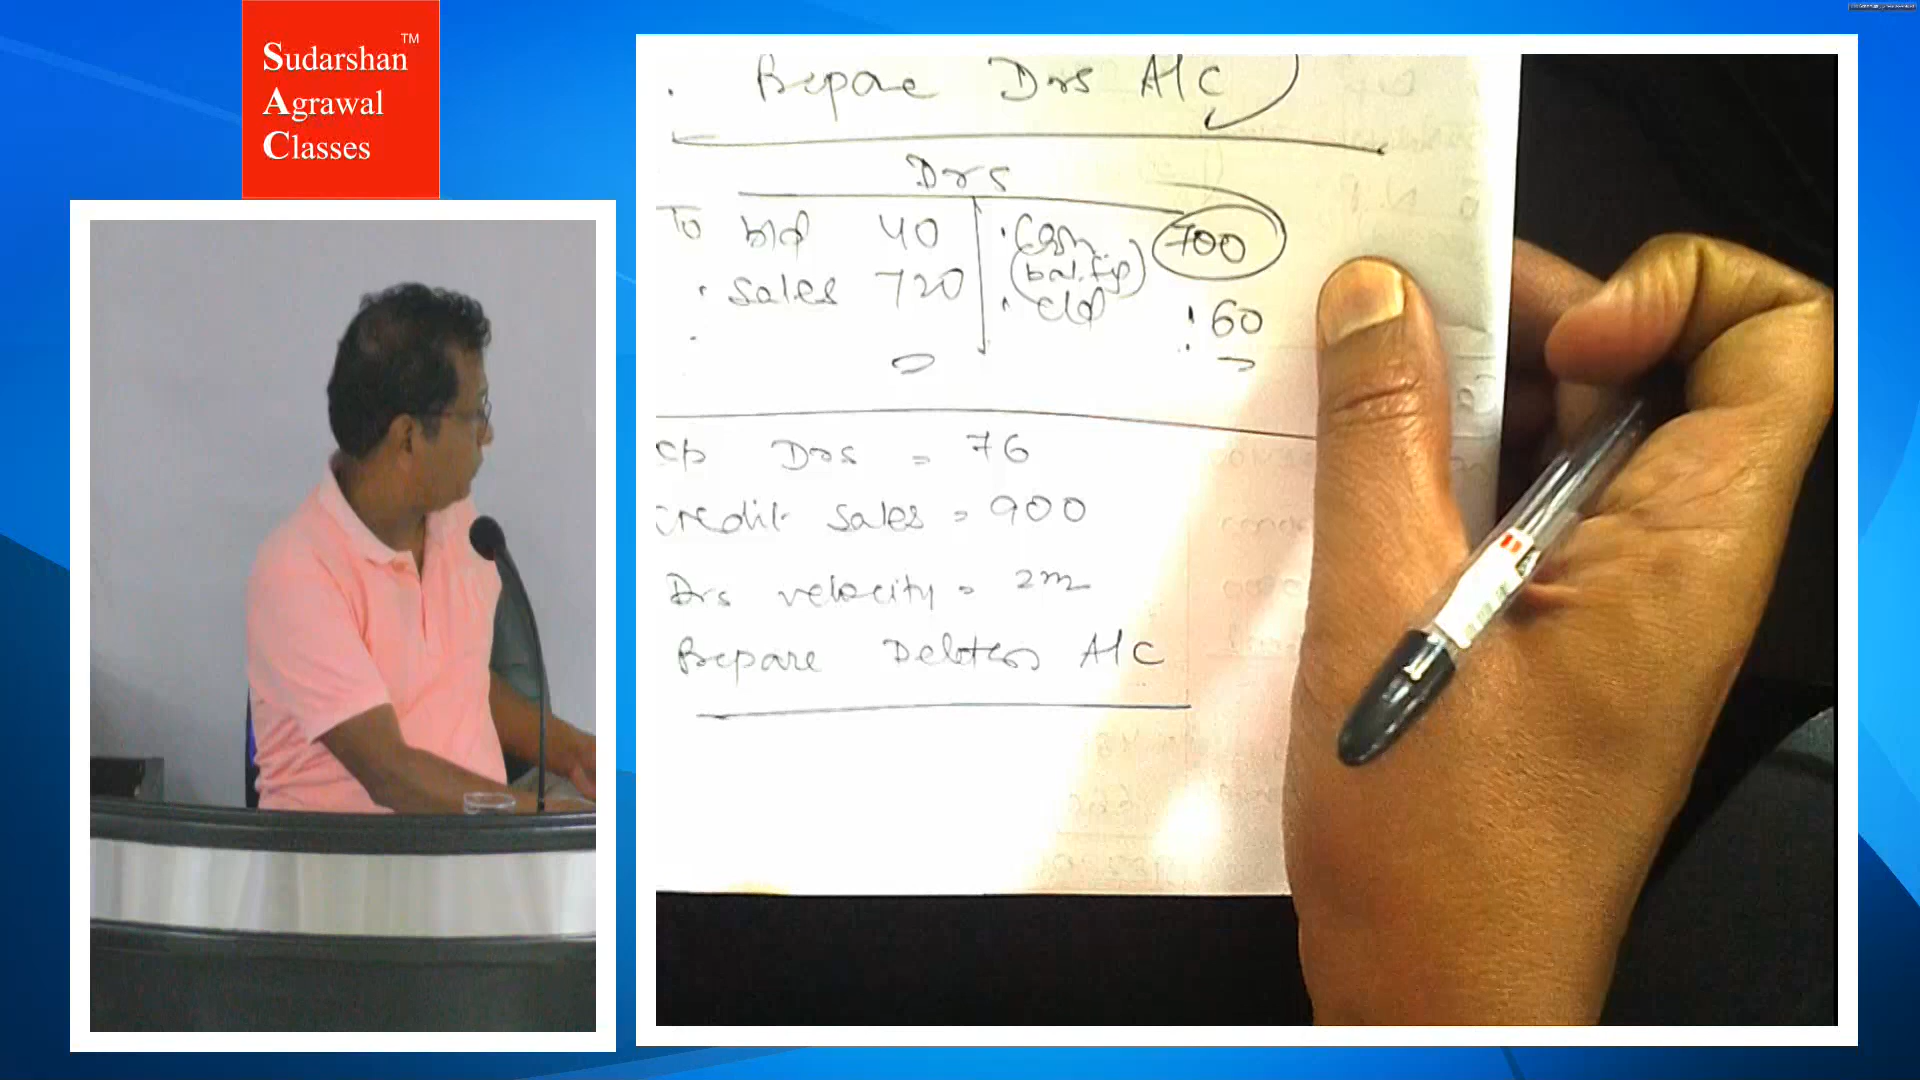 Sudarshan™
Agrawal
Classes
. Prepare Drs A/C
Drs
To b/d 40 . Cash 700
(bal. fig)
. sales 720 . c/d 60
Drs = 76
credit sales = 900
Drs velocity = 2m
Prepare Debtors A/C